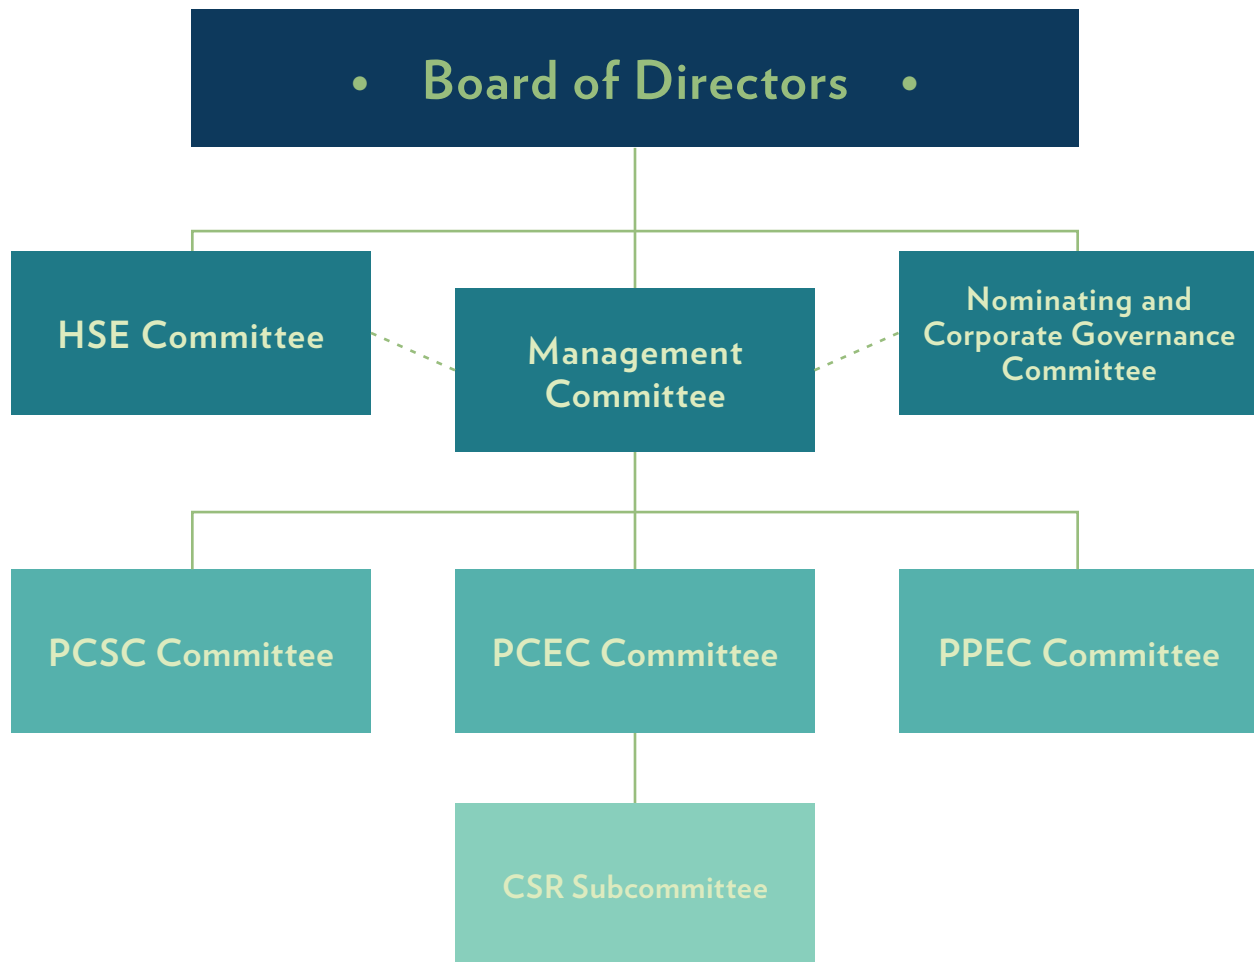 • Board of Directors •
HSE Committee
Management
Committee
Nominating and
Corporate Governance
Committee
PCSC Committee
PCEC Committee
PPEC Committee
CSR Subcommittee